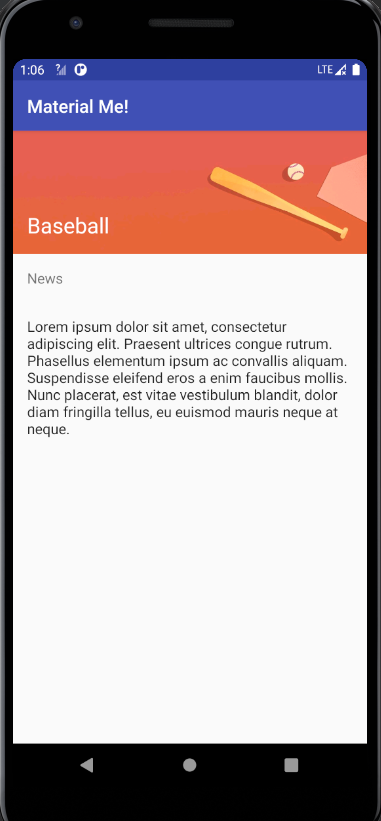 1:06 LTE
Material Me!
Baseball
News
Lorem ipsum dolor sit amet, consectetur
adipiscing elit. Praesent ultrices congue rutrum.
Phasellus elementum ipsum ac convallis aliquam.
Suspendisse eleifend eros a enim faucibus mollis.
Nunc placerat, est vitae vestibulum blandit, dolor
diam fringilla tellus, eu euismod mauris neque at
neque.